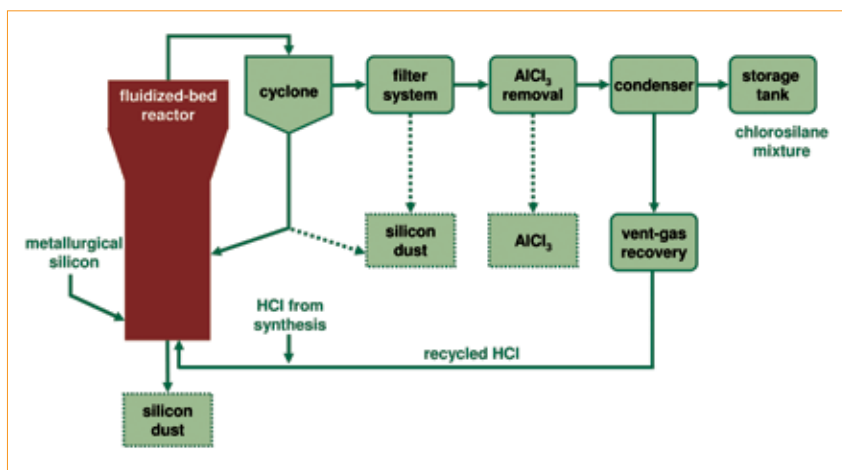 fluidized-bed
reactor
cyclone
filter
system
AlCl₃
removal
condenser
storage
tank
chlorosilane
mixture
silicon
dust
AlCl₃
vent-gas
recovery
metallurgical
silicon
HCl from
synthesis
recycled HCl
silicon
dust